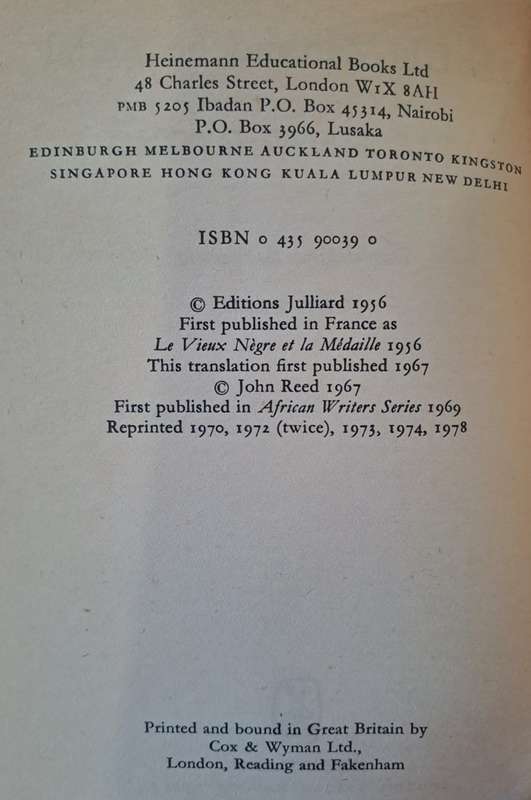 Heinemann Educational Books Ltd
48 Charles Street, London W1X 8AH
PMB 5205 Ibadan P.O. Box 45314, Nairobi
P.O. Box 3966, Lusaka
EDINBURGH MELBOURNE AUCKLAND TORONTO KINGSTON
SINGAPORE HONG KONG KUALA LUMPUR NEW DELHI
ISBN 0 435 90039 0
© Editions Julliard 1956
First published in France as
Le Vieux Nègre et la Médaille 1956
This translation first published 1967
© John Reed 1967
First published in African Writers Series 1969
Reprinted 1970, 1972 (twice), 1973, 1974, 1978
Printed and bound in Great Britain by
Cox & Wyman Ltd.,
London, Reading and Fakenham